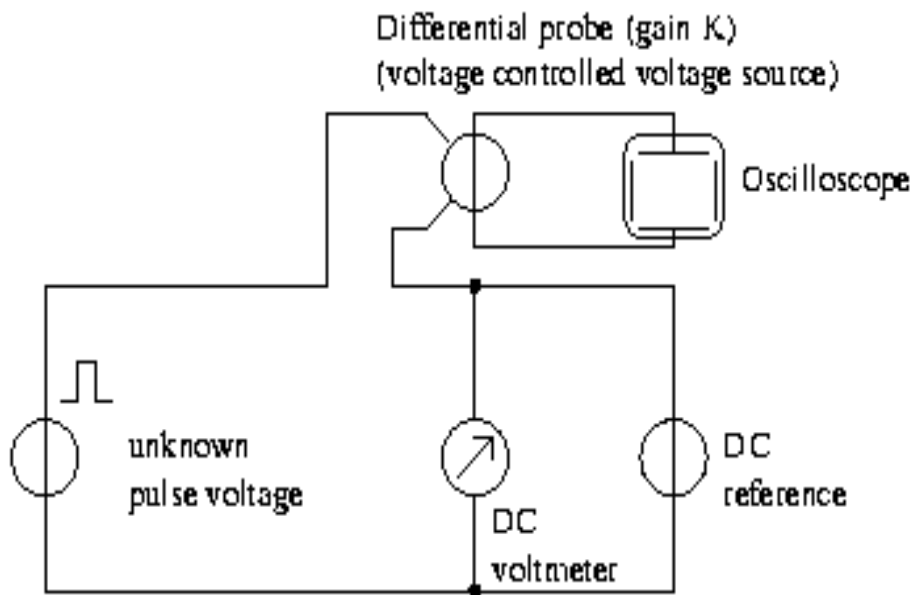 Differential probe (gain K)
(voltage controlled voltage source)
Oscilloscope
unknown
pulse voltage
DC
voltmeter
DC
reference